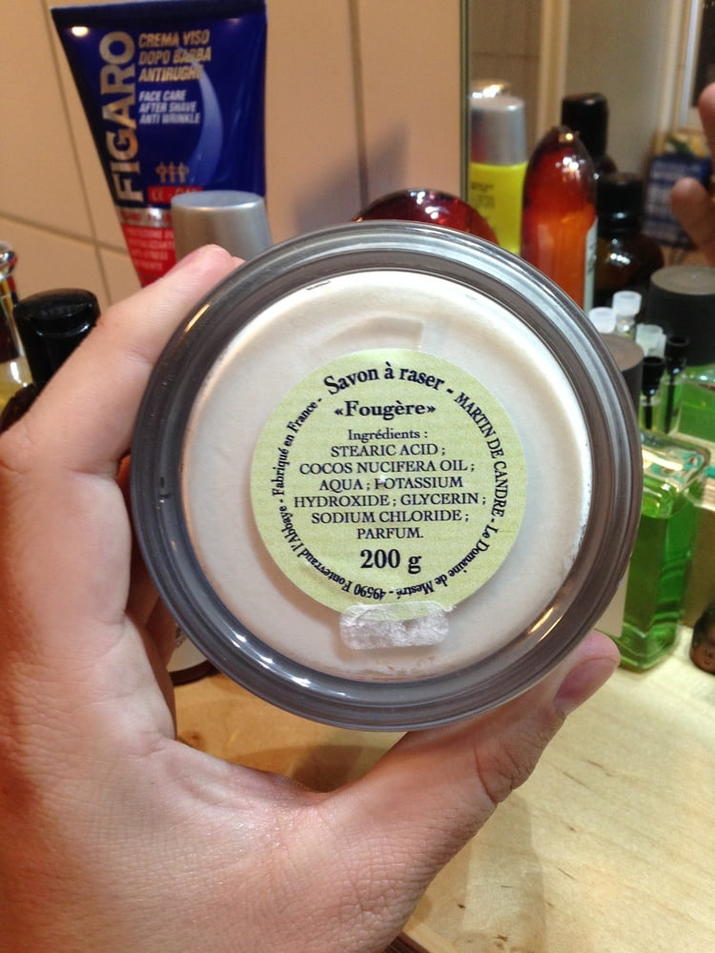 FIGARO
CREMA VISO
DOPO BARBA
ANTIRUGHE
FACE CARE
AFTER SHAVE
ANTI WRINKLE
Savon à raser - MARTIN DE CANDRE - Le Domaine de Mestré - 49590 Fontevraud l'Abbaye - Fabriqué en France -
«Fougère»
Ingrédients :
STEARIC ACID ;
COCOS NUCIFERA OIL ;
AQUA ; POTASSIUM
HYDROXIDE ; GLYCERIN ;
SODIUM CHLORIDE ;
PARFUM.
200 g